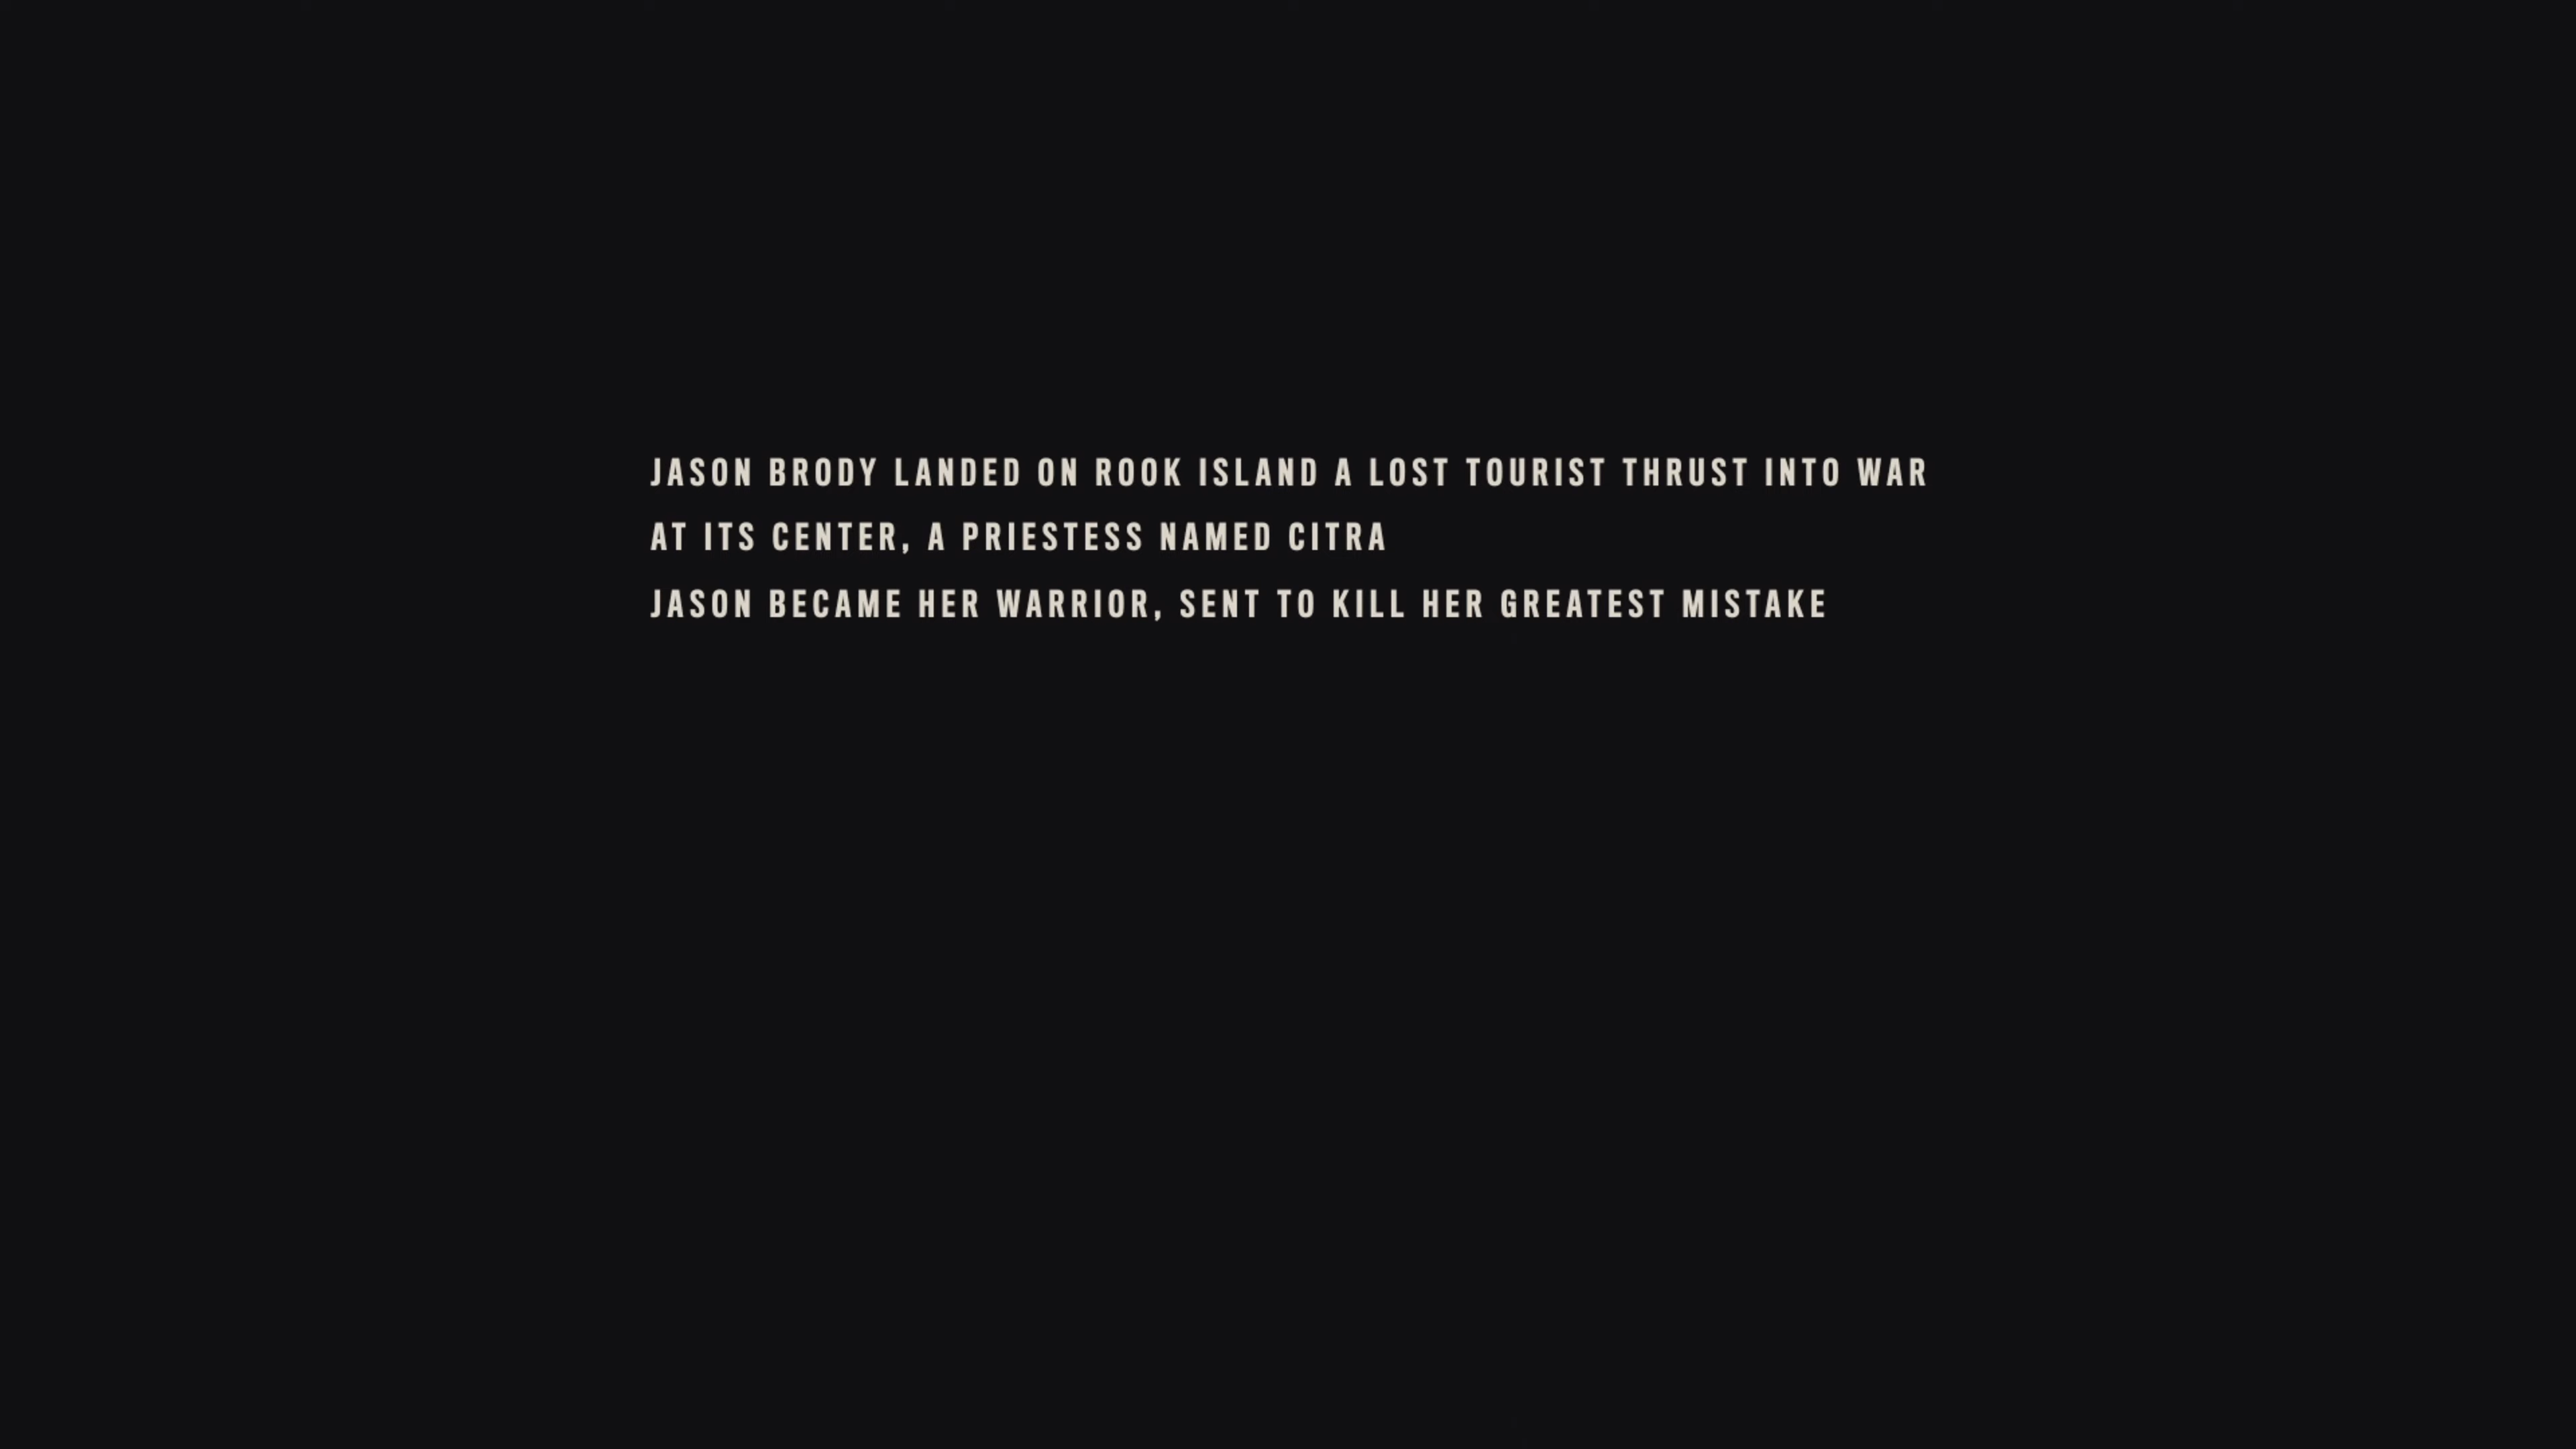 JASON BRODY LANDED ON ROOK ISLAND A LOST TOURIST THRUST INTO WAR
AT ITS CENTER, A PRIESTESS NAMED CITRA
JASON BECAME HER WARRIOR, SENT TO KILL HER GREATEST MISTAKE